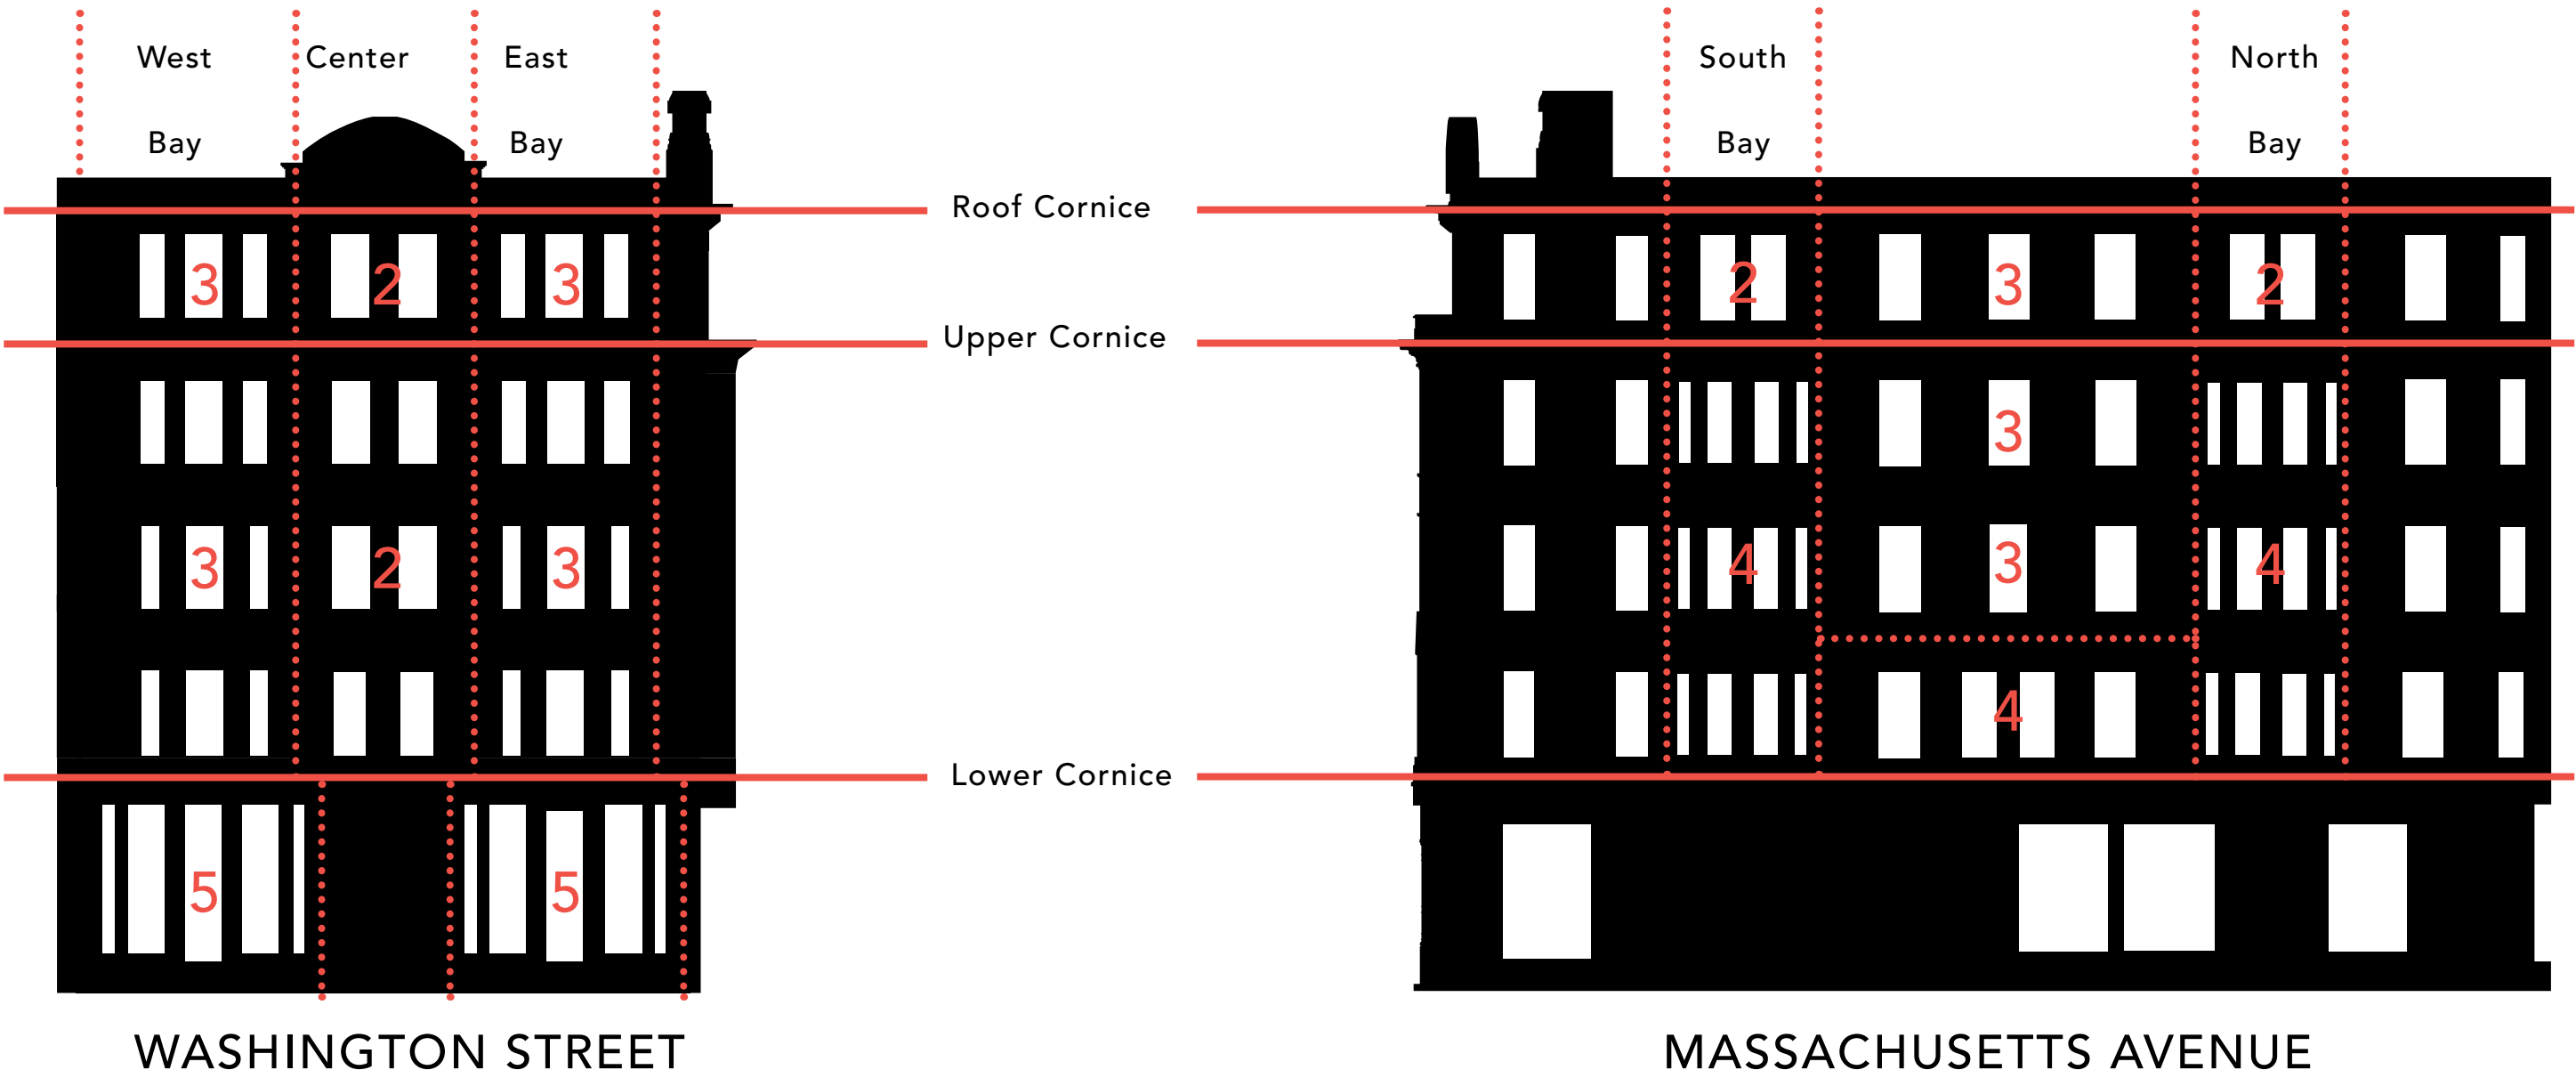 West Center East South North
Bay Bay Bay Bay
Roof Cornice
3 2 3 2 3 2
Upper Cornice
3
3 2 3 4 3 4
4
Lower Cornice
5 5
WASHINGTON STREET MASSACHUSETTS AVENUE